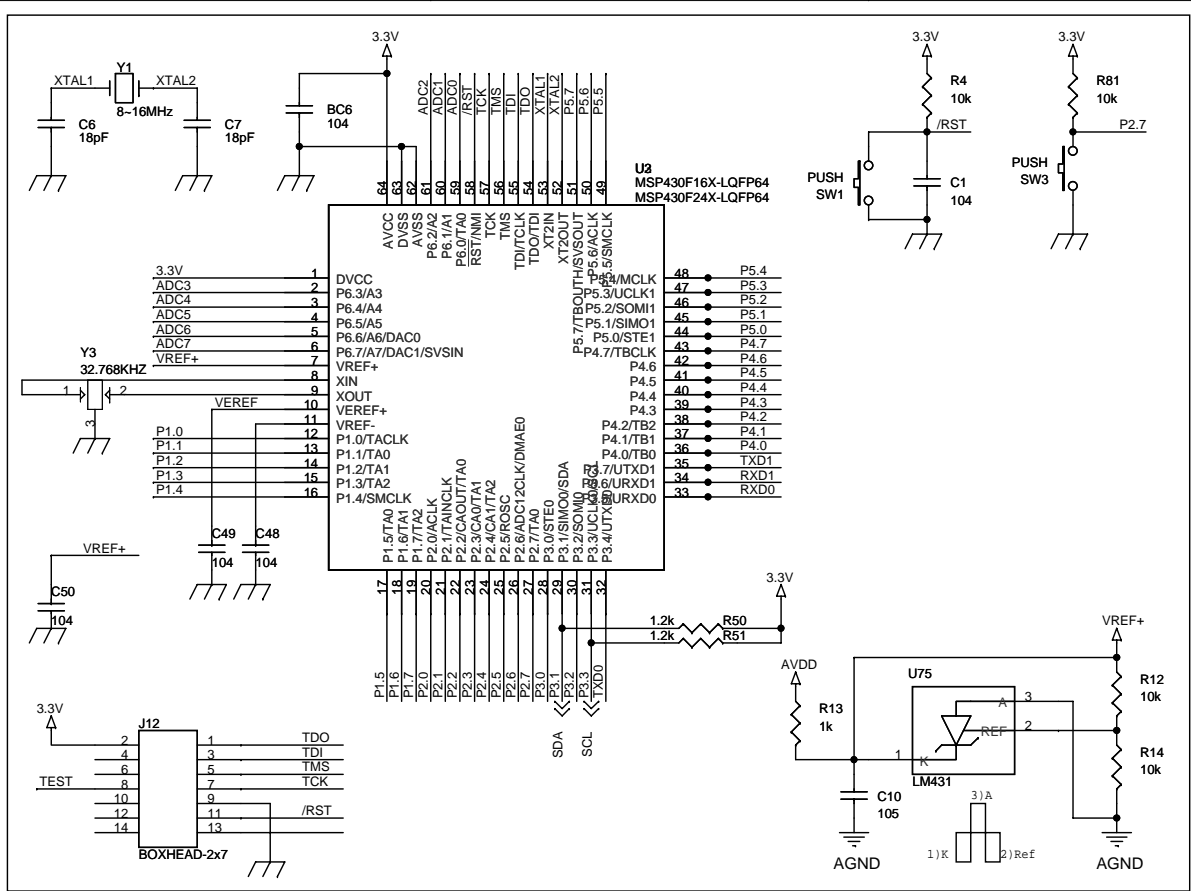 XTAL1
Y1
XTAL2
8~16MHz
C6
18pF
C7
18pF
3.3V
BC6
104
ADC2
ADC1
ADC0
/RST
TCK
TMS
TDI
TDO
XTAL1
XTAL2
P5.7
P5.6
P5.5
64
63
62
61
60
59
58
57
56
55
54
53
52
51
50
49
MSP430F16X-LQFP64
MSP430F24X-LQFP64
AVCC
DVSS
AVSS
P6.2/A2
P6.1/A1
P6.0/TA0
RST/NMI
TCK
TMS
TDI/TCLK
TDO/TDI
XT2IN
XT2OUT
P5.7/TBOUTH/SVSOUT
P5.6/ACLK
P5.5/SMCLK
3.3V 1 DVCC
ADC3 2 P6.3/A3
ADC4 3 P6.4/A4
ADC5 4 P6.5/A5
ADC6 5 P6.6/A6/DAC0
ADC7 6 P6.7/A7/DAC1/SVSIN
VREF+ 7 VREF+
8 XIN
9 XOUT
VEREF 10 VEREF+
11 VREF-
P1.0 12 P1.0/TACLK
P1.1 13 P1.1/TA0
P1.2 14 P1.2/TA1
P1.3 15 P1.3/TA2
P1.4 16 P1.4/SMCLK
P5.4/MCLK 48 P5.4
P5.3/UCLK1 47 P5.3
P5.2/SOMI1 46 P5.2
P5.1/SIMO1 45 P5.1
P5.0/STE1 44 P5.0
P4.7/TBCLK 43 P4.7
P4.6 42 P4.6
P4.5 41 P4.5
P4.4 40 P4.4
P4.3 39 P4.3
P4.2/TB2 38 P4.2
P4.1/TB1 37 P4.1
P4.0/TB0 36 P4.0
P3.7/UTXD1 35 TXD1
P3.6/URXD1 34 RXD1
P3.5/URXD0 33 RXD0
P1.5/TA0
P1.6/TA1
P1.7/TA2
P2.0/ACLK
P2.1/TAINCLK
P2.2/CAOUT/TA0
P2.3/CA0/TA1
P2.4/CA1/TA2
P2.5/ROSC
P2.6/ADC12CLK/DMAE0
P2.7/TA0
P3.0/STE0
P3.1/SIMO0/SDA
P3.2/SOMI0
P3.3/UCLK0/SCL
P3.4/UTXD0
17
18
19
20
21
22
23
24
25
26
27
28
29
30
31
32
P1.5
P1.6
P1.7
P2.0
P2.1
P2.2
P2.3
P2.4
P2.5
P2.6
P2.7
P3.0
P3.1
P3.2
P3.3
TXD0
SDA
SCL
3.3V
1.2k R50
1.2k R51
3.3V
R4
10k
/RST
PUSH
SW1
C1
104
3.3V
R81
10k
P2.7
PUSH
SW3
Y3
32.768KHZ
1
2
3
C49
104
C48
104
VREF+
C50
104
3.3V
J12
2 1 TDO
4 3 TDI
6 5 TMS
TEST 8 7 TCK
10 9
12 11 /RST
14 13
BOXHEAD-2x7
AVDD
R13
1k
U75
A 3
REF 2
1 K
LM431
VREF+
R12
10k
R14
10k
C10
105
AGND
3)A
1)K
2)Ref
AGND